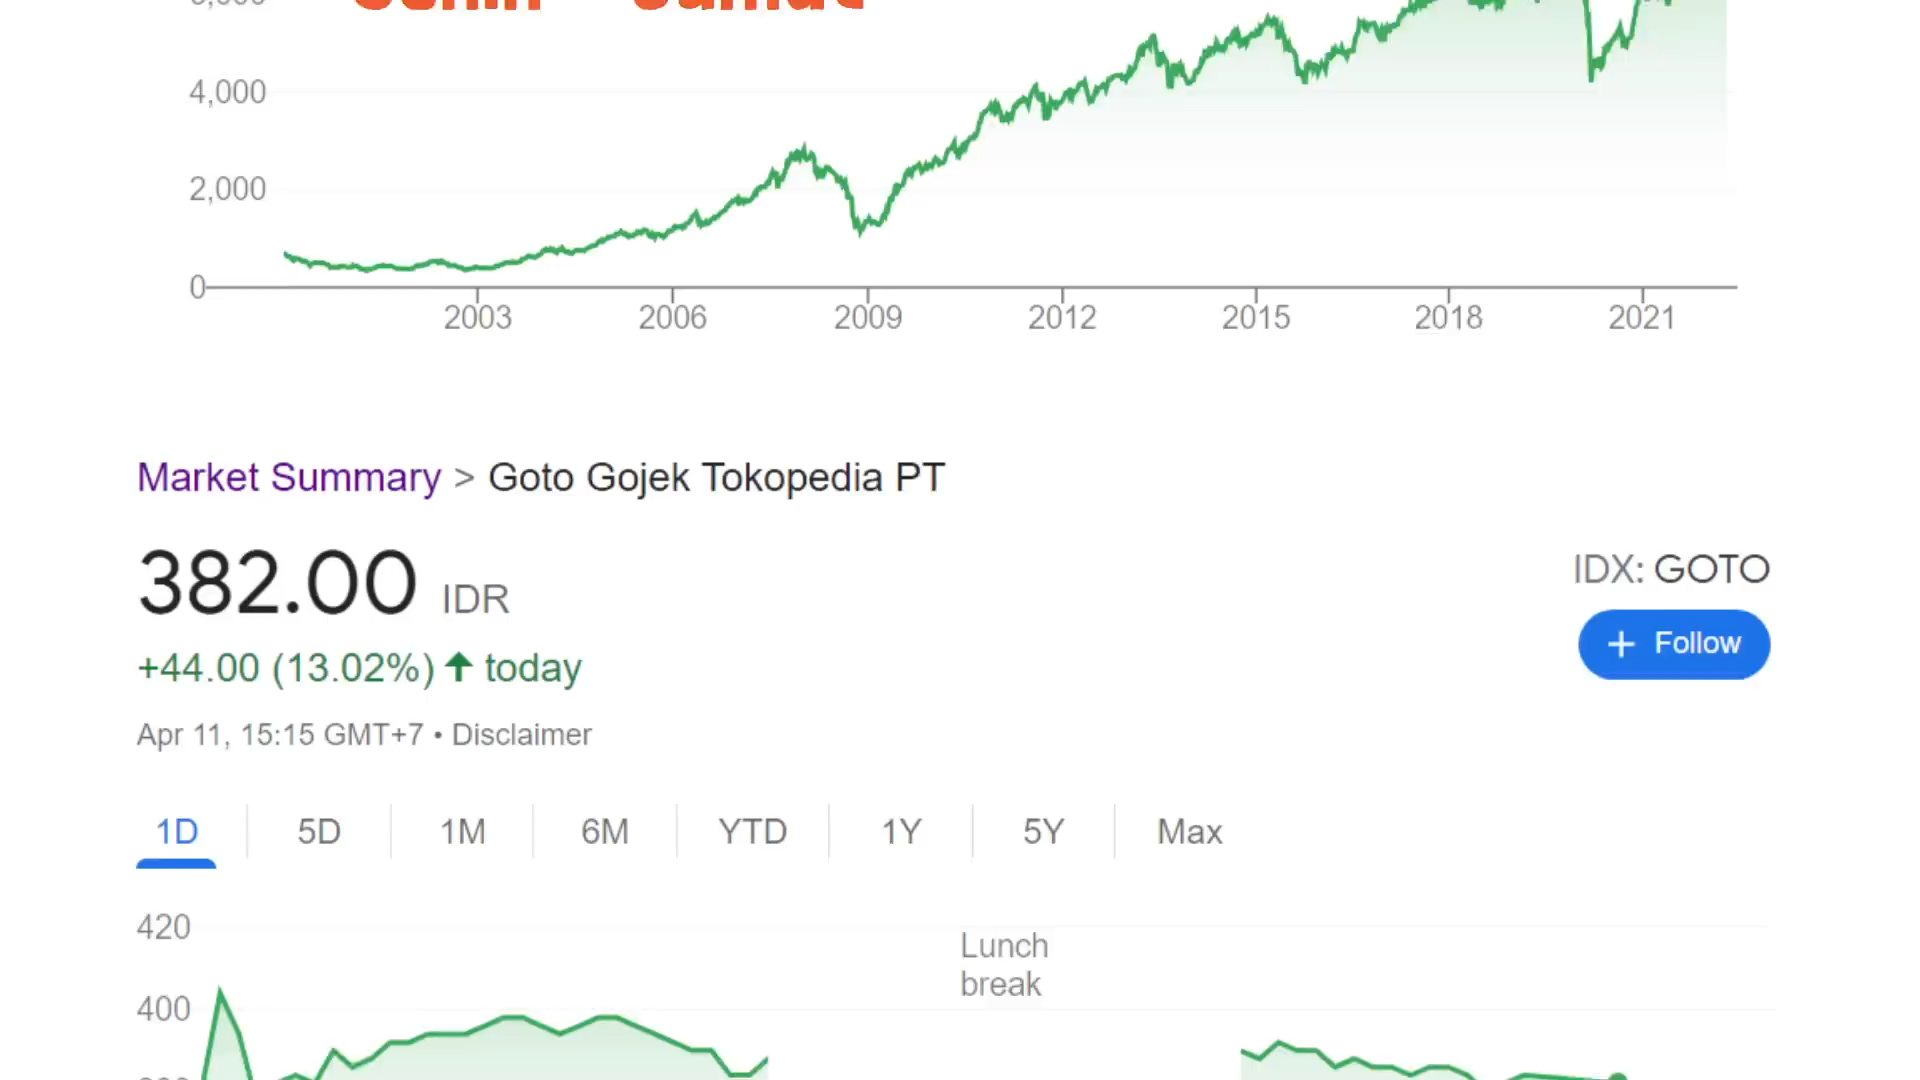 4,000
2,000
0
2003 2006 2009 2012 2015 2018 2021
Market Summary > Goto Gojek Tokopedia PT
382.00 IDR
IDX: GOTO
+44.00 (13.02%) today
+ Follow
Apr 11, 15:15 GMT+7 • Disclaimer
1D 5D 1M 6M YTD 1Y 5Y Max
420
Lunch
break
400